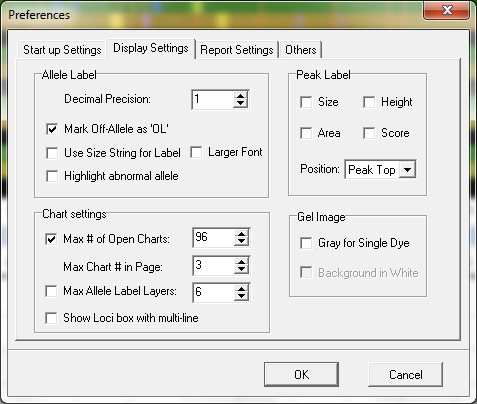 Preferences
Start up Settings Display Settings Report Settings Others
Allele Label
Decimal Precision: 1
Mark Off-Allele as 'OL'
Use Size String for Label Larger Font
Highlight abnormal allele
Peak Label
Size Height
Area Score
Position: Peak Top
Chart settings
Max # of Open Charts: 96
Max Chart # in Page: 3
Max Allele Label Layers: 6
Show Loci box with multi-line
Gel Image
Gray for Single Dye
Background in White
OK Cancel